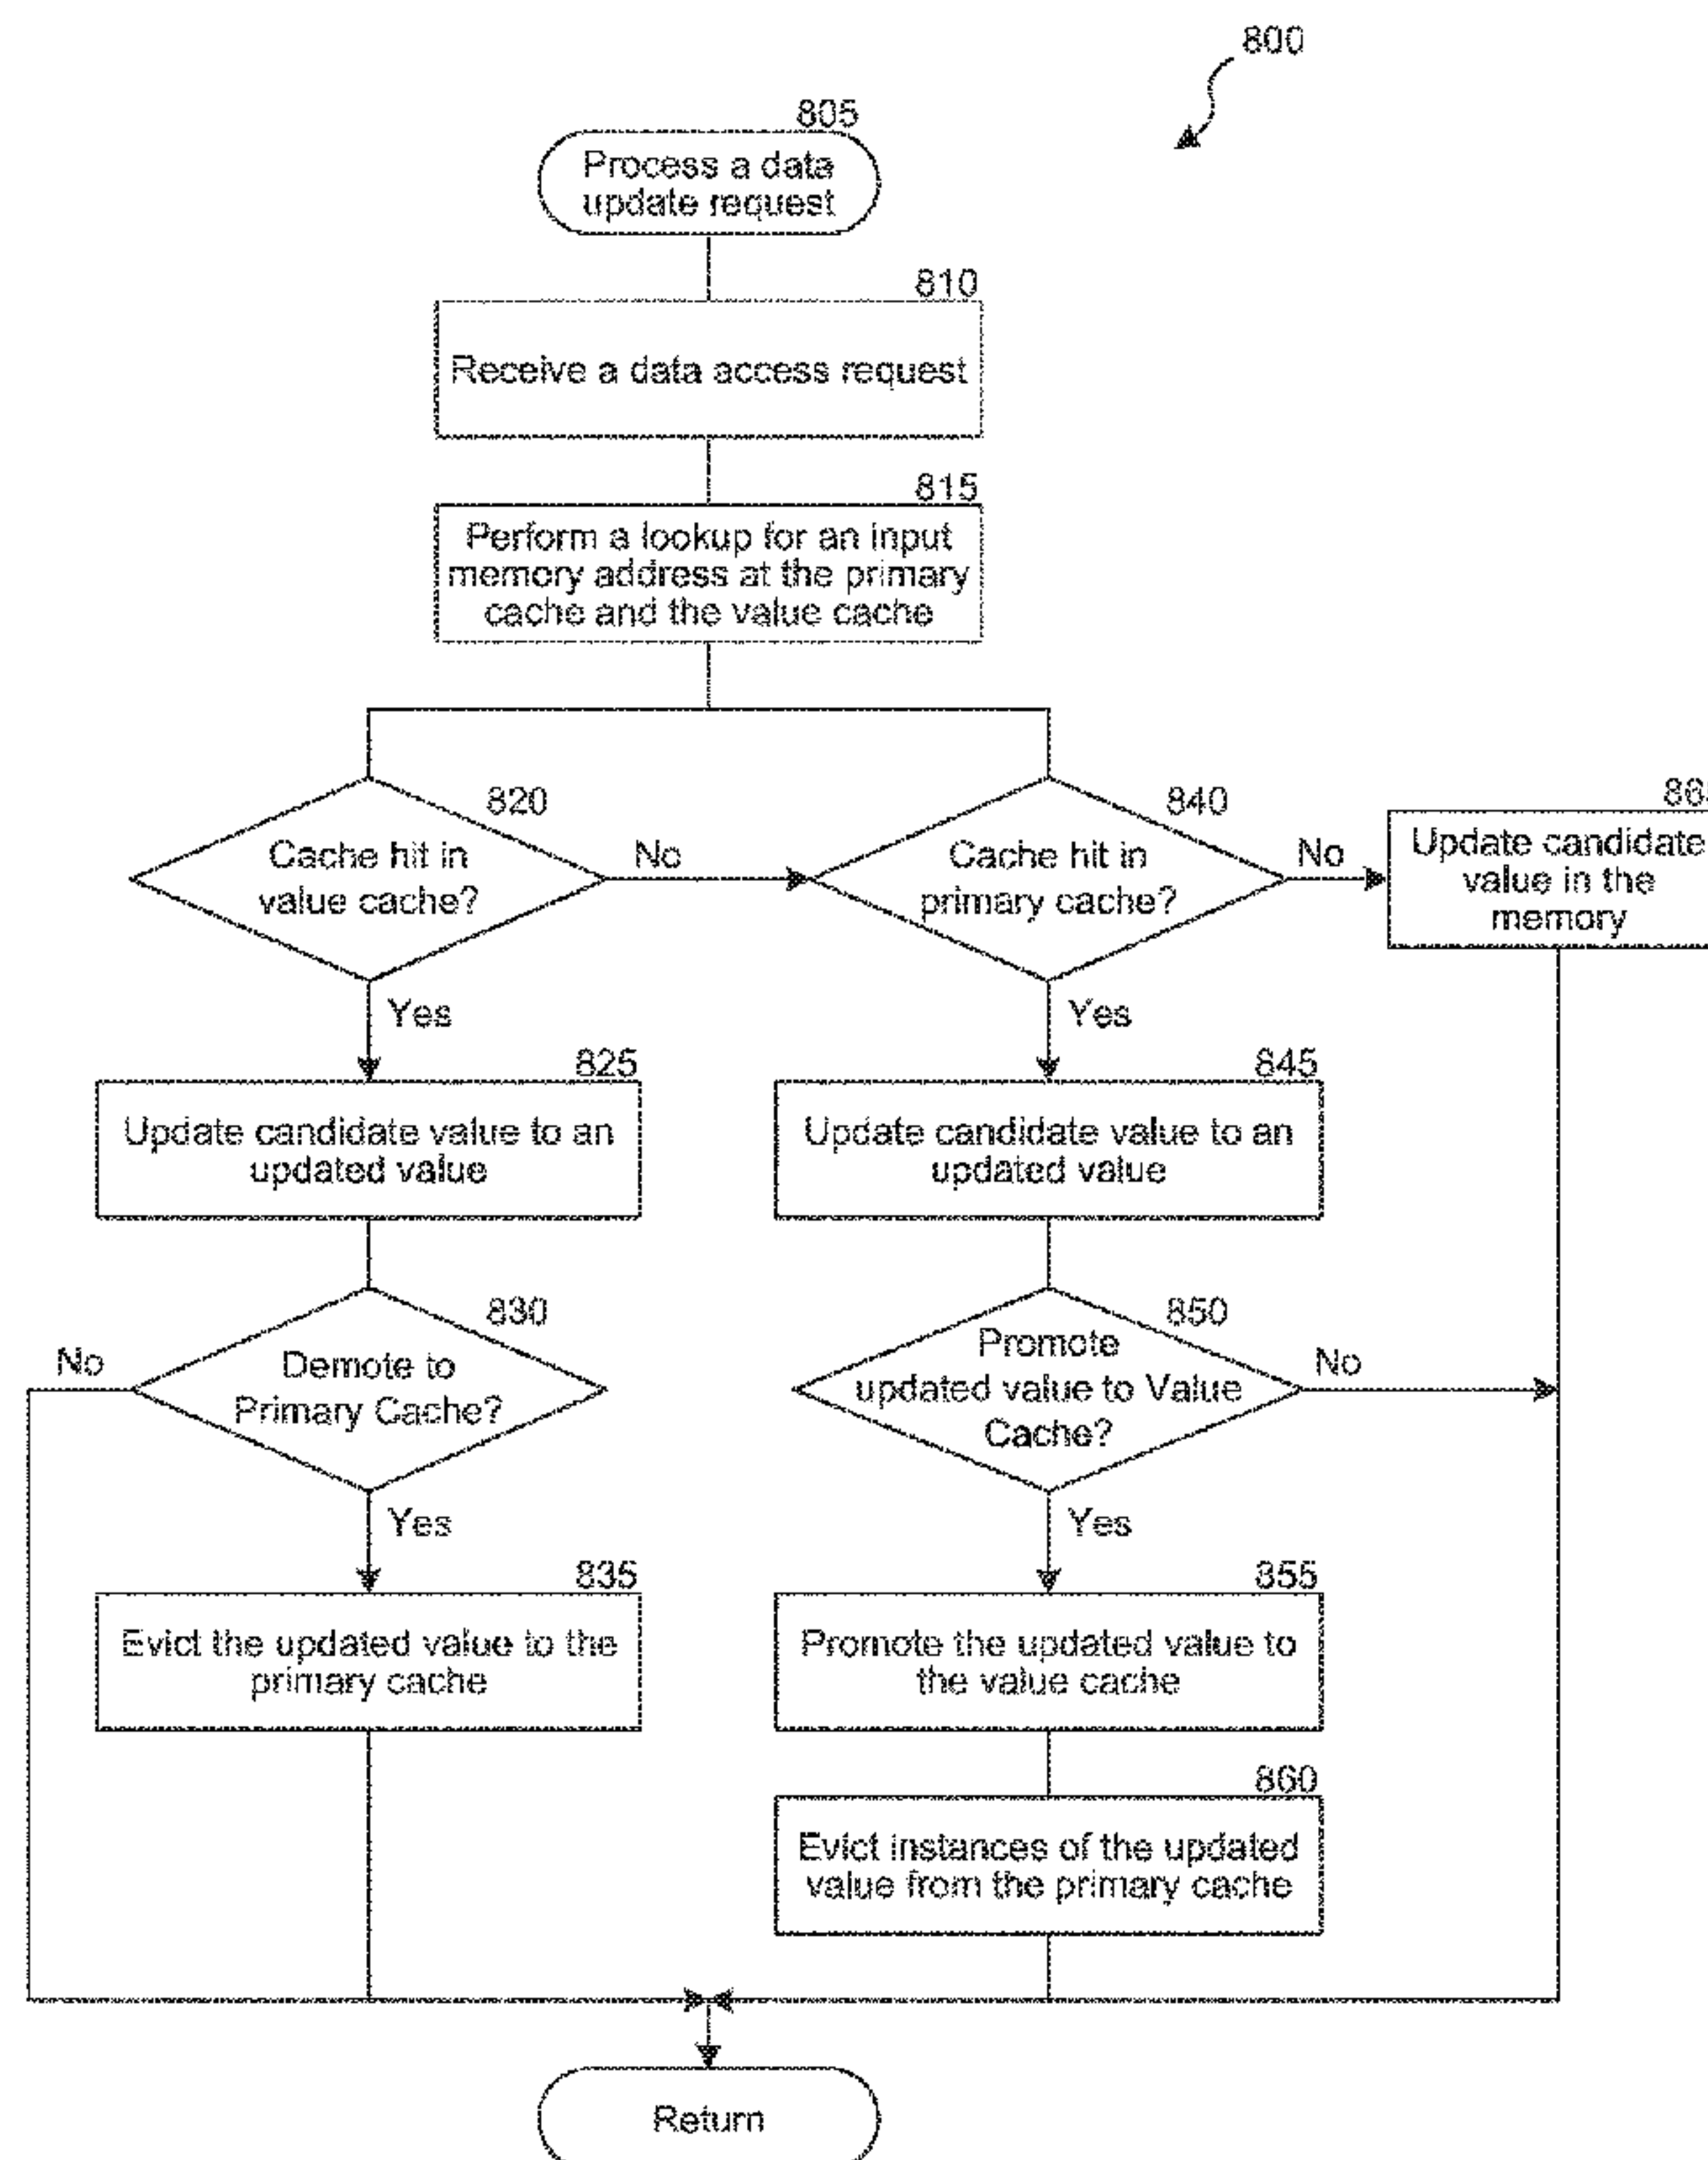 800
805
Process a data
update request
810
Receive a data access request
815
Perform a lookup for an input
memory address at the primary
cache and the value cache
820
Cache hit in
value cache?
No
840
Cache hit in
primary cache?
No
Update candidate
value in the
memory
Yes
Yes
825
Update candidate value to an
updated value
845
Update candidate value to an
updated value
830
Demote to
Primary Cache?
No
850
Promote
updated value to Value
Cache?
No
Yes
Yes
835
Evict the updated value to the
primary cache
855
Promote the updated value to
the value cache
860
Evict instances of the updated
value from the primary cache
Return